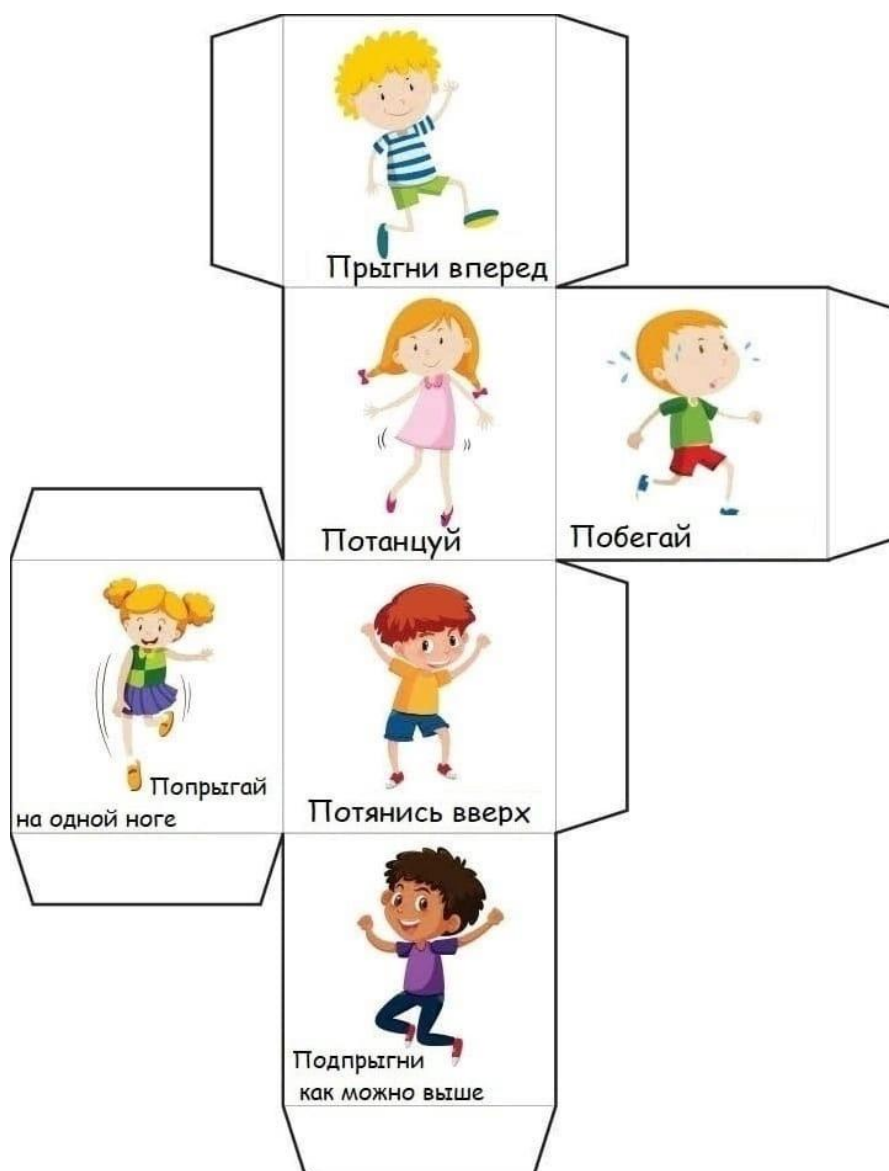 Прыгни вперед
Потанцуй
Побегай
Попрыгай
на одной ноге
Потянись вверх
Подпрыгни
как можно выше